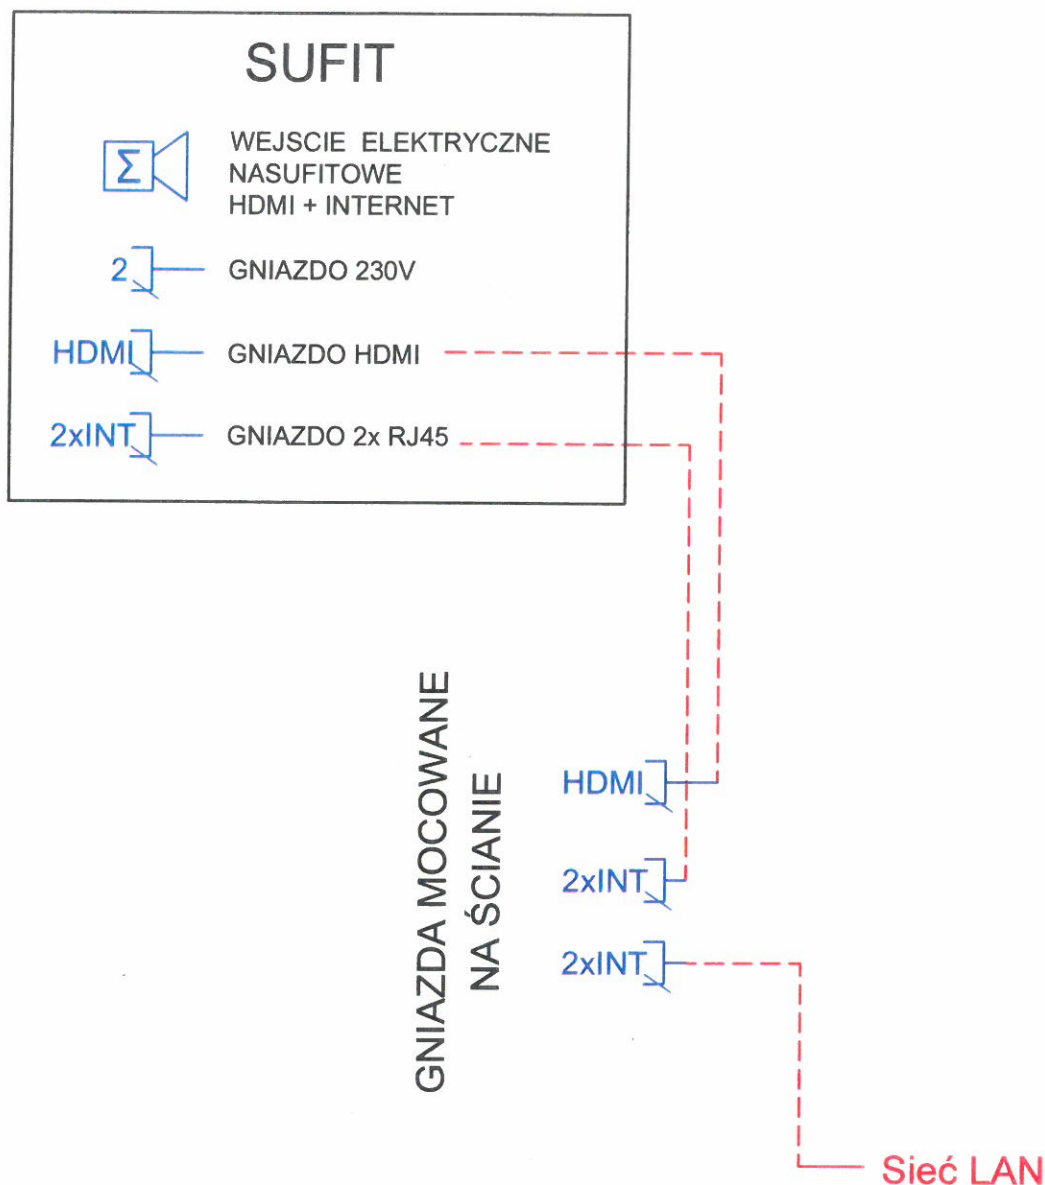 SUFIT
Σ
WEJSCIE ELEKTRYCZNE
NASUFITOWE
HDMI + INTERNET
2 GNIAZDO 230V
HDMI GNIAZDO HDMI
2xINT GNIAZDO 2x RJ45
GNIAZDA MOCOWANE
NA ŚCIANIE
HDMI
2xINT
2xINT
Sieć LAN